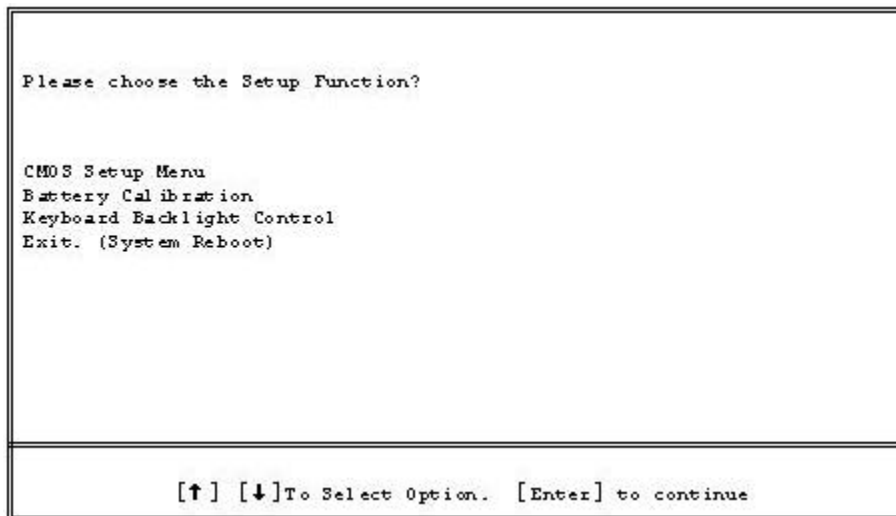 Please choose the Setup Function?
CMOS Setup Menu
Battery Calibration
Keyboard Backlight Control
Exit. (System Reboot)
[↑] [↓]To Select Option. [Enter] to continue